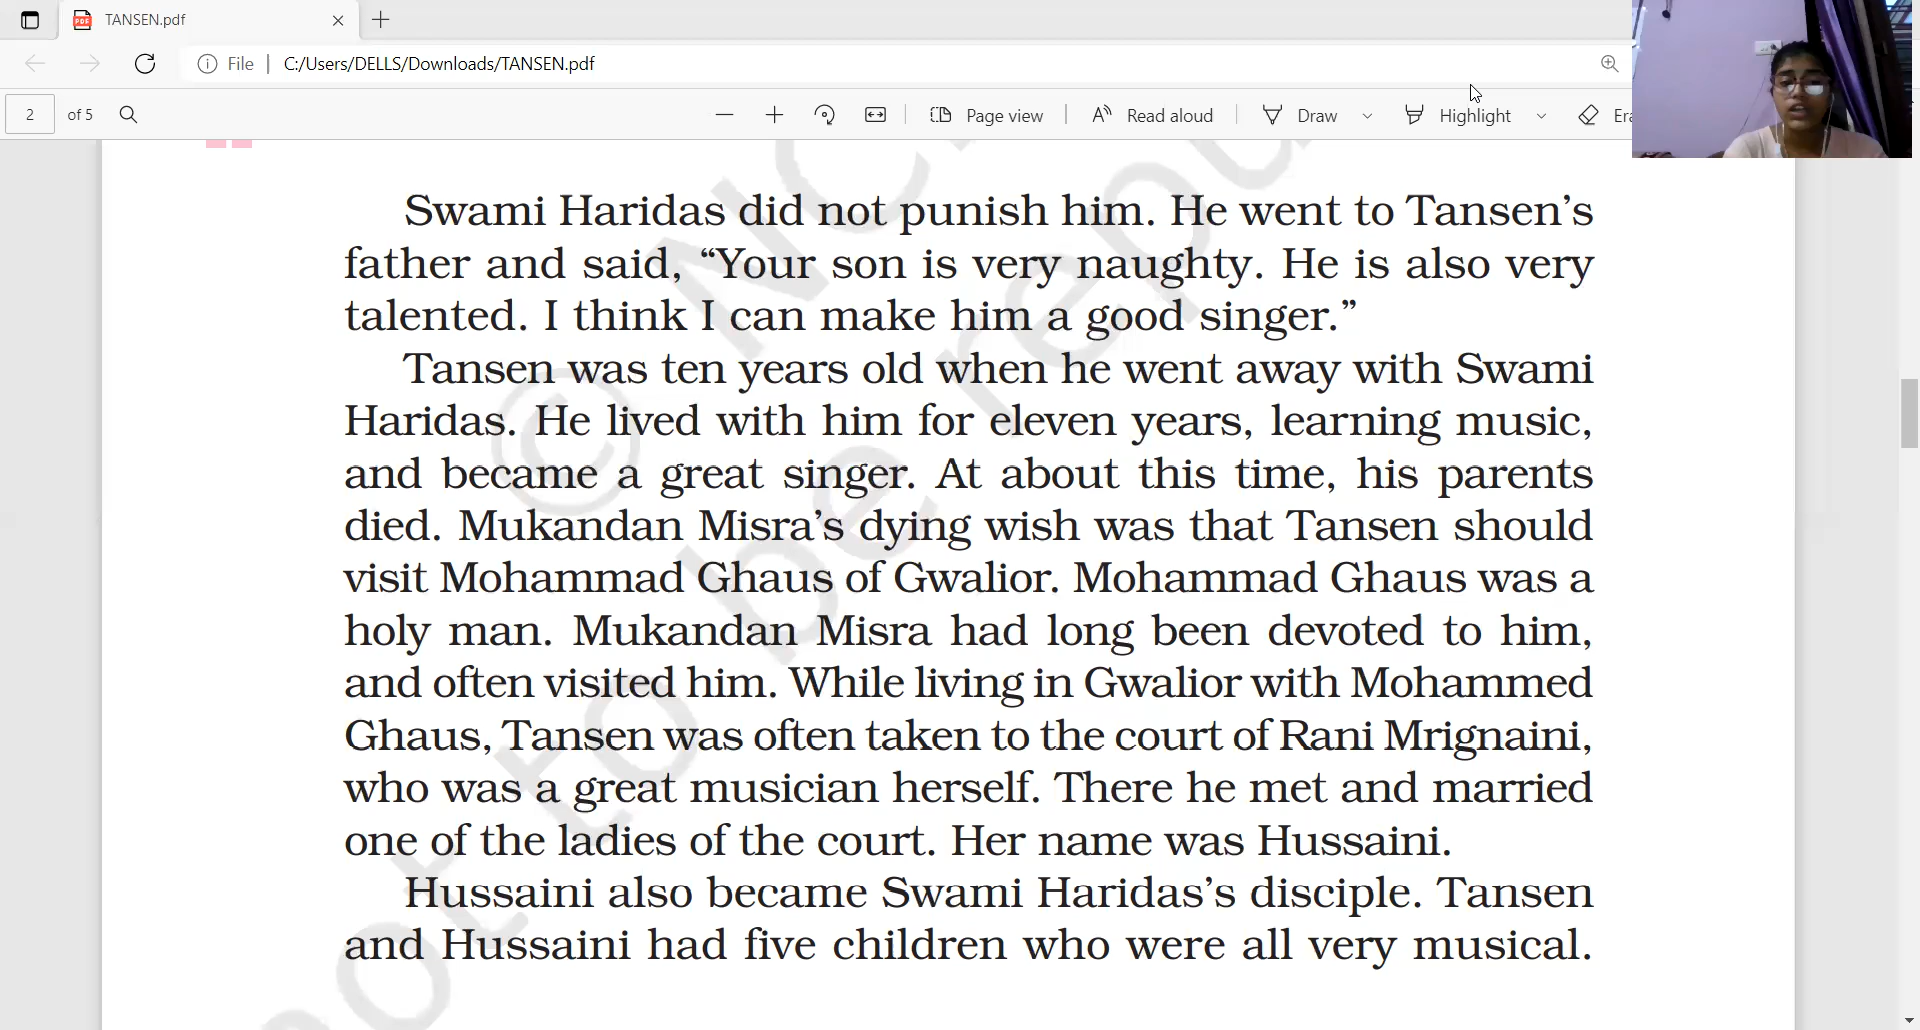 TANSEN.pdf
File C:/Users/DELLS/Downloads/TANSEN.pdf
2 of 5 Page view Read aloud Draw Highlight
Swami Haridas did not punish him. He went to Tansen’s
father and said, “Your son is very naughty. He is also very
talented. I think I can make him a good singer.”
Tansen was ten years old when he went away with Swami
Haridas. He lived with him for eleven years, learning music,
and became a great singer. At about this time, his parents
died. Mukandan Misra’s dying wish was that Tansen should
visit Mohammad Ghaus of Gwalior. Mohammad Ghaus was a
holy man. Mukandan Misra had long been devoted to him,
and often visited him. While living in Gwalior with Mohammed
Ghaus, Tansen was often taken to the court of Rani Mrignaini,
who was a great musician herself. There he met and married
one of the ladies of the court. Her name was Hussaini.
Hussaini also became Swami Haridas’s disciple. Tansen
and Hussaini had five children who were all very musical.
© NC
not to be repu